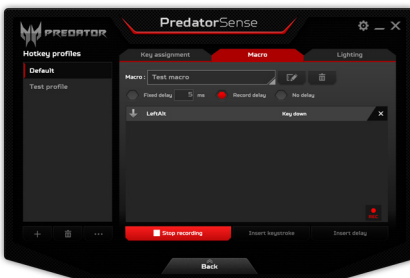 PREDATOR
PredatorSense
Hotkey profiles
Default
Test profile
Key assignment
Macro
Lighting
Macro :
Test macro
Fixed delay
5
ms
Record delay
No delay
LeftAlt
Key down
X
REC
Stop recording
Insert keystroke
Insert delay
Back